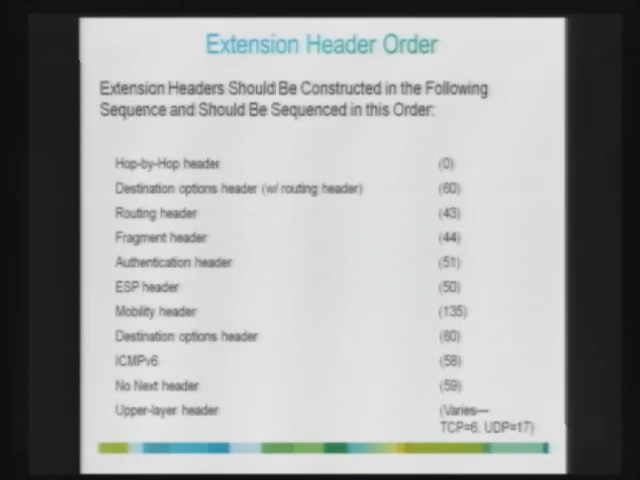 Extension Header Order
Extension Headers Should Be Constructed in the Following
Sequence and Should Be Sequenced in this Order:
Hop-by-Hop header (0)
Destination options header (w/ routing header) (60)
Routing header (43)
Fragment header (44)
Authentication header (51)
ESP header (50)
Mobility header (135)
Destination options header (60)
ICMPv6 (58)
No Next header (59)
Upper-layer header (Varies—
TCP=6, UDP=17)